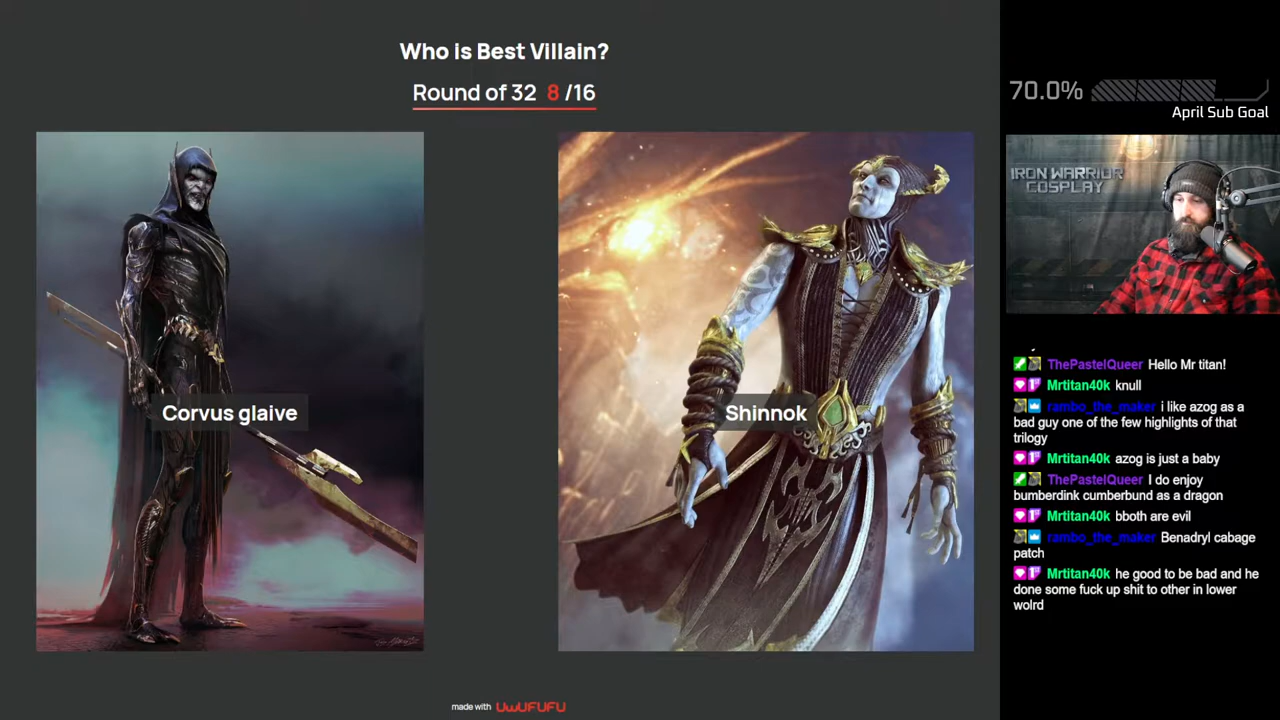 Who is Best Villain?
Round of 32 8 /16
Corvus glaive
Shinnok
made with UWUFUFU
70.0%
April Sub Goal
IRON WARRIOR
COSPLAY
ThePastelQueer Hello Mr titan!
Mrtitan40k knull
rambo_the_maker i like azog as a
bad guy one of the few highlights of that
trilogy
Mrtitan40k azog is just a baby
ThePastelQueer I do enjoy
bumberdink cumberbund as a dragon
Mrtitan40k bboth are evil
rambo_the_maker Benadryl cabage
patch
Mrtitan40k he good to be bad and he
done some fuck up shit to other in lower
wolrd